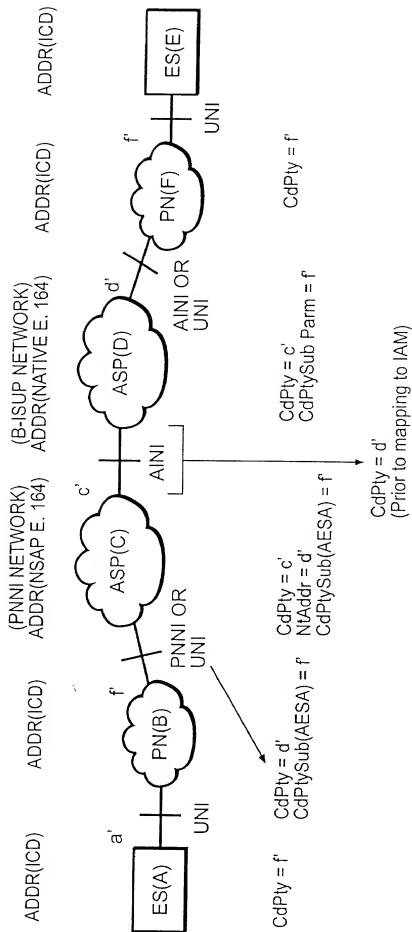 ADDR(ICD)
ADDR(ICD)
(PNNI NETWORK)
ADDR(NSAP E. 164)
(B-ISUP NETWORK)
ADDR(NATIVE E. 164)
ADDR(ICD)
ADDR(ICD)
a'
f'
c'
d'
f'
ES(A)
PN(B)
ASP(C)
ASP(D)
PN(F)
ES(E)
UNI
PNNI OR
UNI
AINI
AINI OR
UNI
UNI
CdPty = f'
CdPty = d'
CdPtySub(AESA) = f'
CdPty = c'
NtAddr = d'
CdPtySub(AESA) = f'
CdPty = c'
CdPtySub Parm = f'
CdPty = f'
CdPty = d'
(Prior to mapping to IAM)